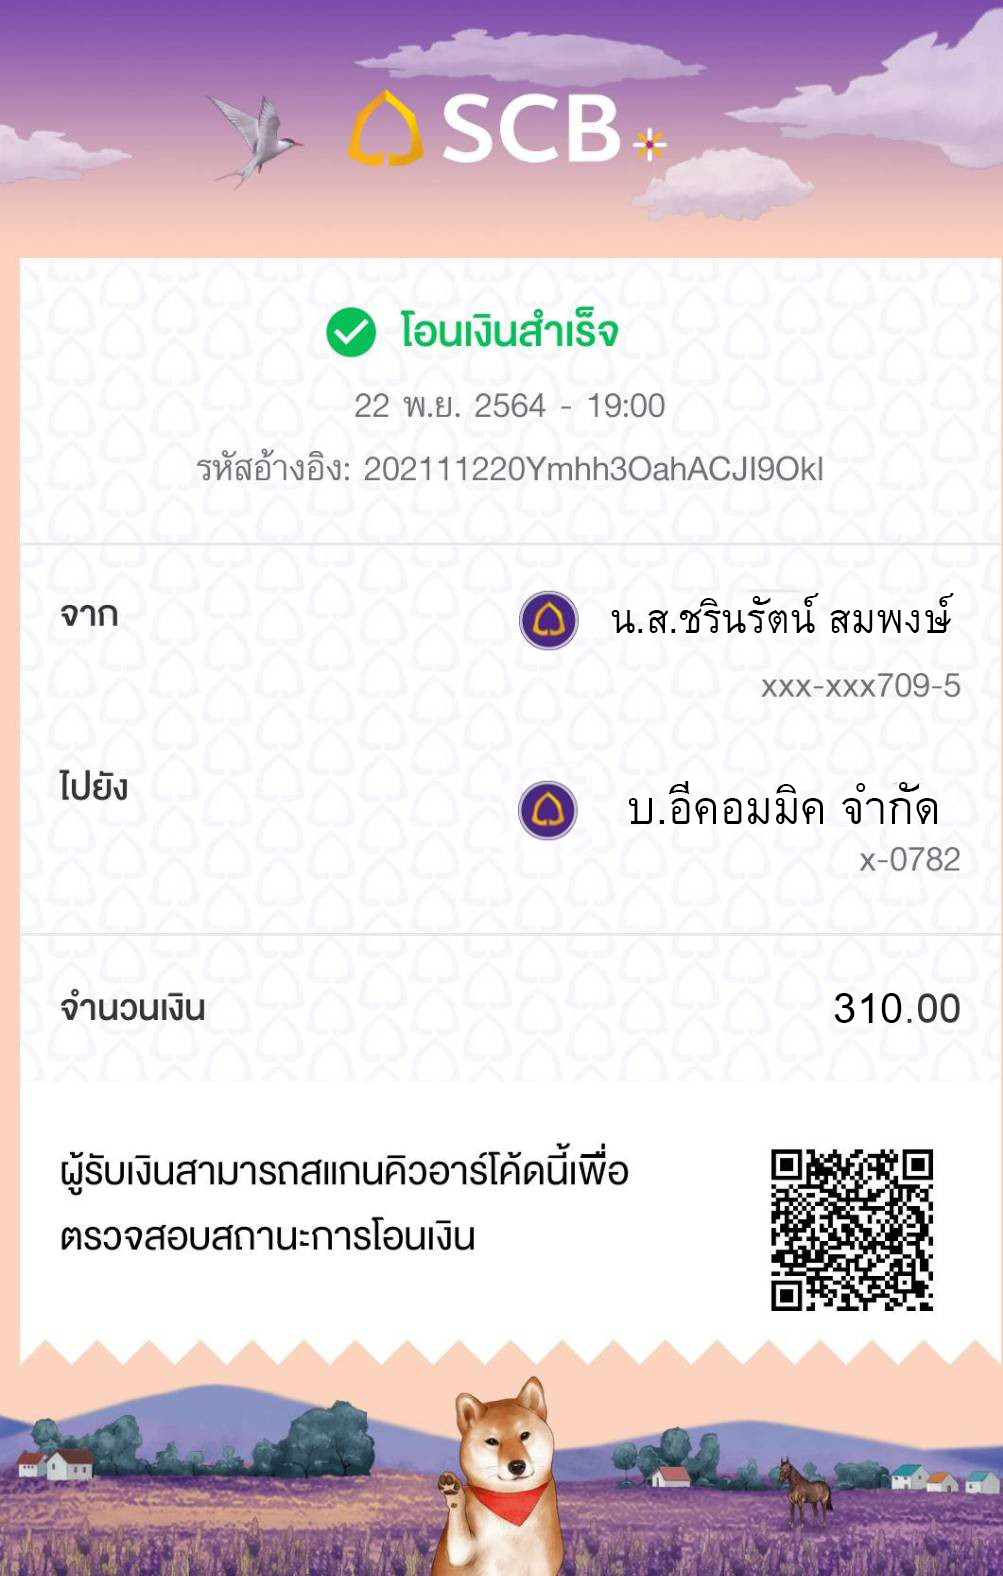 SCB
โอนเงินสำเร็จ
22 พ.ย. 2564 - 19:00
รหัสอ้างอิง: 202111220Ymhh3OahACJI9OkI
จาก
น.ส.ชรินรัตน์ สมพงษ์
xxx-xxx709-5
ไปยัง
บ.อีคอมมิค จำกัด
x-0782
จำนวนเงิน
310.00
ผู้รับเงินสามารถสแกนคิวอาร์โค้ดนี้เพื่อ
ตรวจสอบสถานะการโอนเงิน